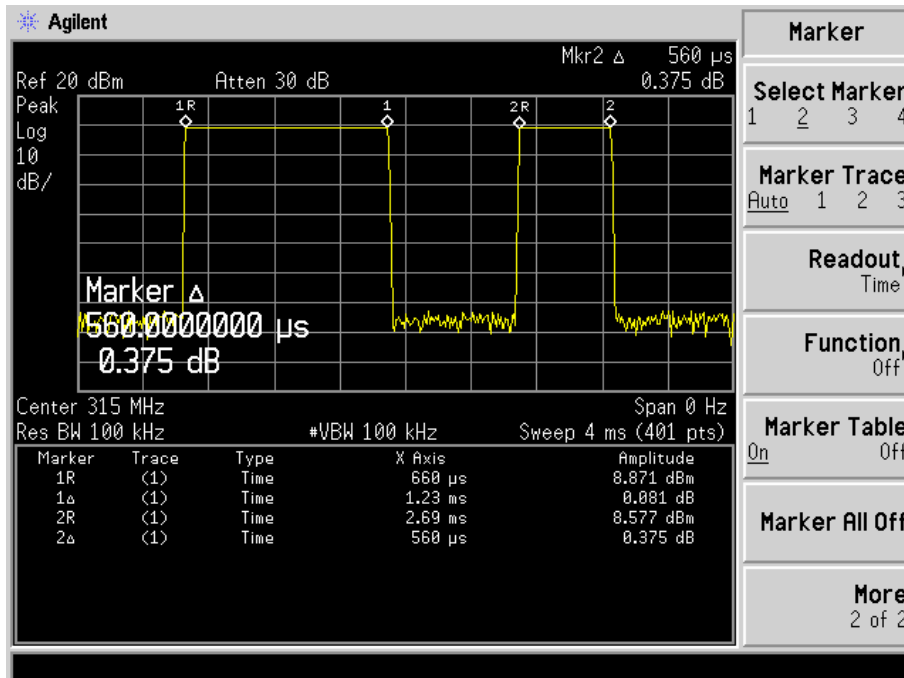 Agilent
Mkr2 Δ 560 µs
Ref 20 dBm Atten 30 dB 0.375 dB
Peak
Log
10
dB/
1R 1 2R 2
Marker Δ
560.0000000 µs
0.375 dB
Center 315 MHz Span 0 Hz
Res BW 100 kHz #VBW 100 kHz Sweep 4 ms (401 pts)
Marker Trace Type X Axis Amplitude
1R (1) Time 660 µs 8.871 dBm
1Δ (1) Time 1.23 ms 0.081 dB
2R (1) Time 2.69 ms 8.577 dBm
2Δ (1) Time 560 µs 0.375 dB
Marker
Select Marker
1 2 3 4
Marker Trace
Auto 1 2 3
Readout
Time
Function
Off
Marker Table
On Off
Marker All Off
More
2 of 2